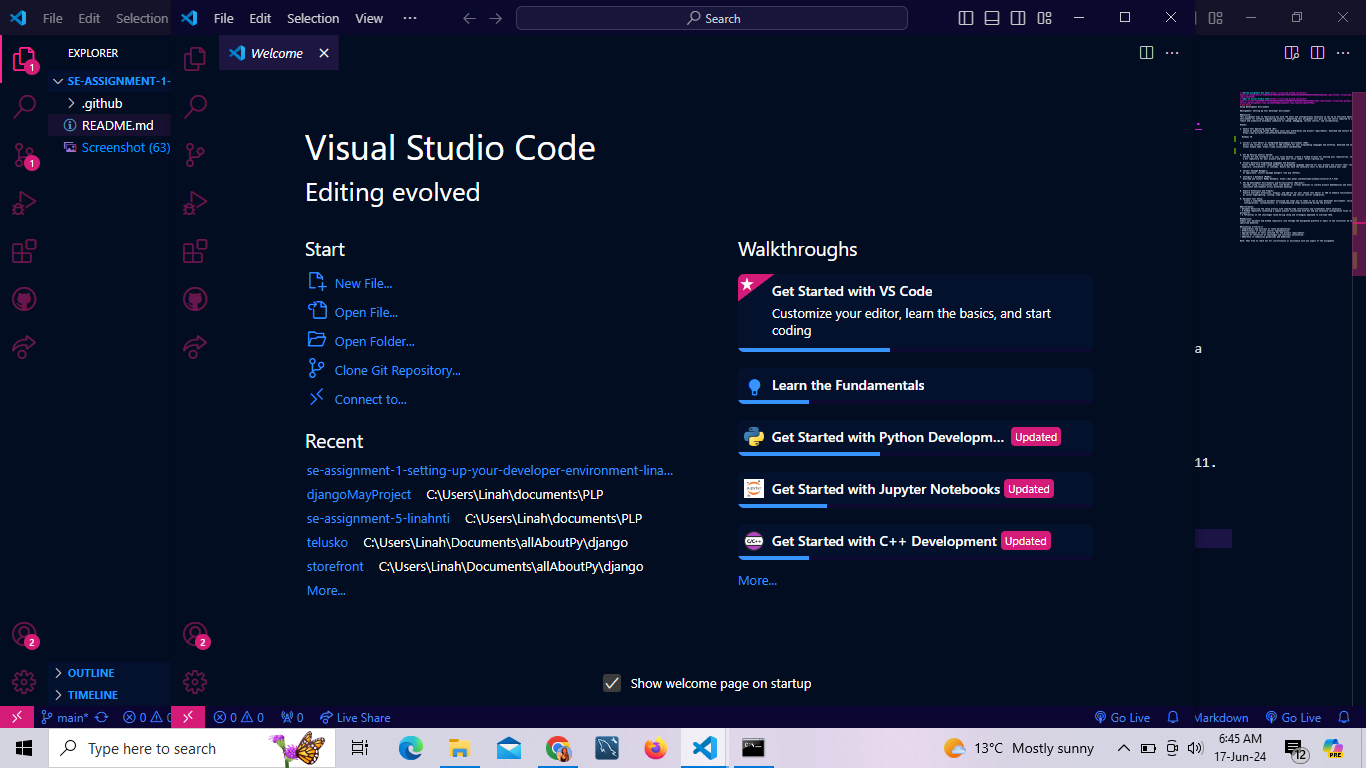 File Edit Selection
File Edit Selection View ...
Search
EXPLORER
SE-ASSIGNMENT-1-
.github
README.md
Screenshot (63)
1
1
2
OUTLINE
TIMELINE
main*
0 0
Welcome
Visual Studio Code
Editing evolved
Start
New File...
Open File...
Open Folder...
Clone Git Repository...
Connect to...
Recent
se-assignment-1-setting-up-your-developer-environment-lina...
djangoMayProject C:\Users\Linah\documents\PLP
se-assignment-5-linahnti C:\Users\Linah\documents\PLP
telusko C:\Users\Linah\Documents\allAboutPy\django
storefront C:\Users\Linah\Documents\allAboutPy\django
More...
Walkthroughs
Get Started with VS Code
Customize your editor, learn the basics, and start
coding
Learn the Fundamentals
Get Started with Python Developm... Updated
Get Started with Jupyter Notebooks Updated
Get Started with C++ Development Updated
More...
Show welcome page on startup
2
0 0 0 Live Share
Go Live
a
11.
Markdown Go Live
Type here to search
13°C Mostly sunny
6:45 AM
17-Jun-24
12
PRE